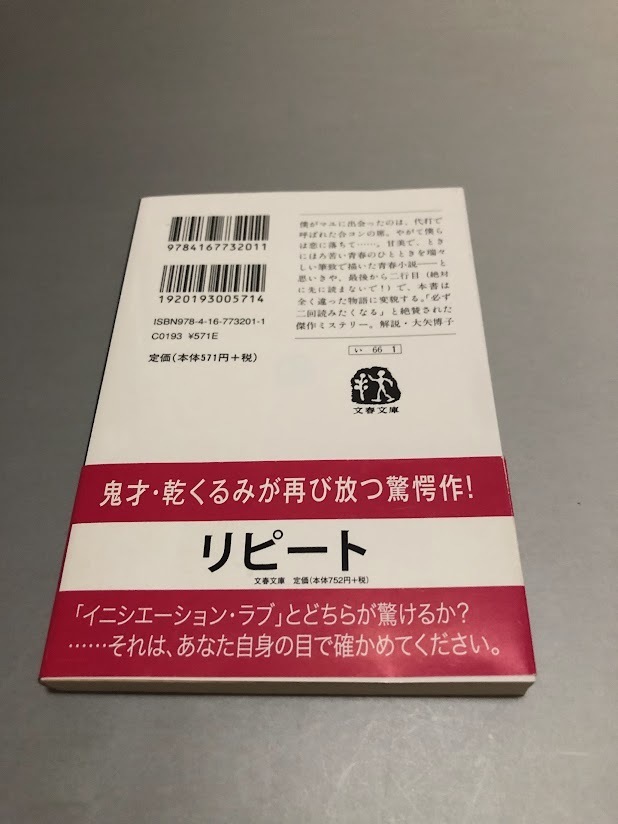 9784167732011
1920193005714
ISBN978-4-16-773201-1
C0193 ¥571E
定価(本体571円+税)
僕がマユに出会ったのは、代打で
呼ばれた合コンの席。やがて僕ら
は恋に落ちて……。甘美で、とき
にはほろ苦い青春のひとときを瑞々
しい筆致で描いた青春小説——と
思いきや、最後から二行目(絶対
に先に読まないで!)で、本書は
全く違った物語に変貌する。「必ず
二回読みたくなる」と絶賛された
傑作ミステリー。解説・大矢博子
い 66 1
文春文庫
鬼才・乾くるみが再び放つ驚愕作!
リピート
文春文庫 定価(本体752円+税)
「イニシエーション・ラブ」とどちらが驚けるか?
……それは、あなた自身の目で確かめてください。